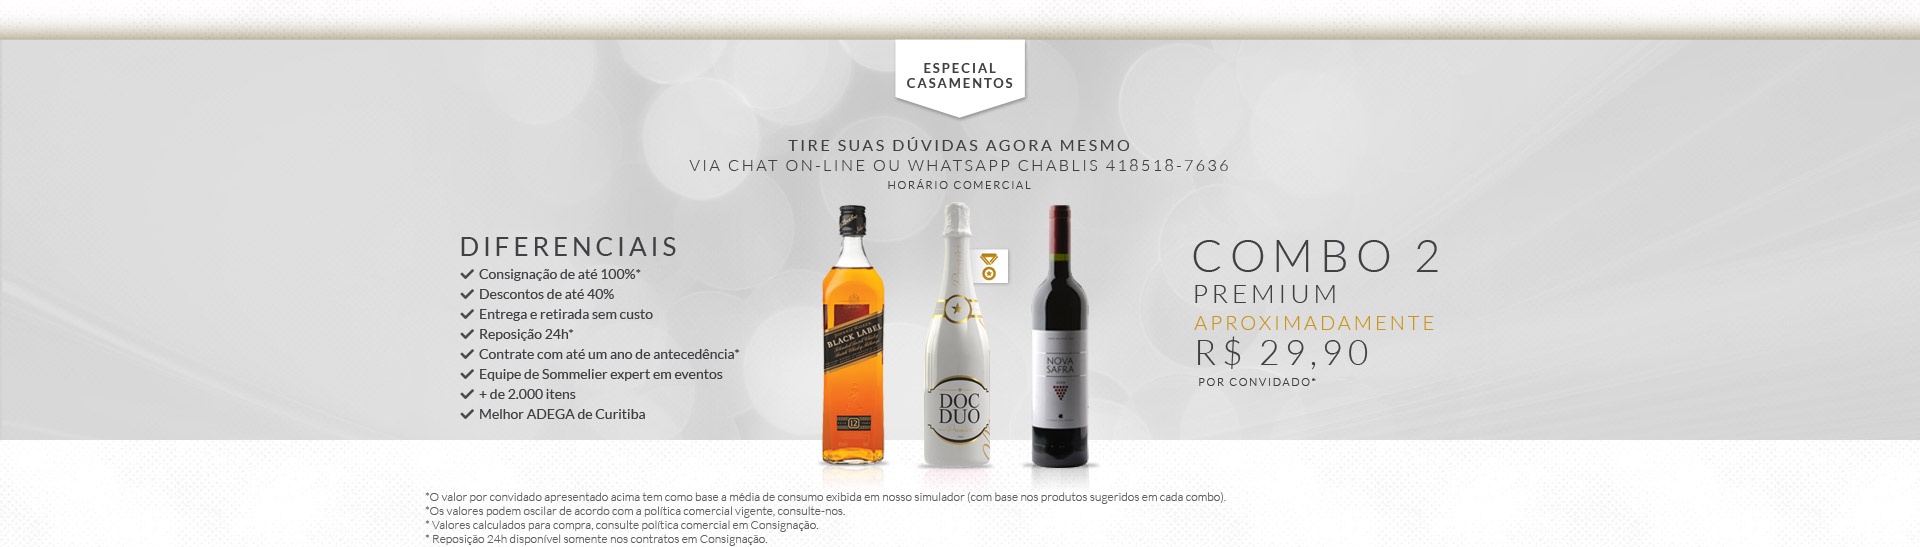 ESPECIAL
CASAMENTOS
TIRE SUAS DÚVIDAS AGORA MESMO
VIA CHAT ON-LINE OU WHATSAPP CHABLIS 418518-7636
HORÁRIO COMERCIAL
DIFERENCIAIS
Consignação de até 100%*
Descontos de até 40%
Entrega e retirada sem custo
Reposição 24h*
Contrate com até um ano de antecedência*
Equipe de Sommelier expert em eventos
+ de 2.000 itens
Melhor ADEGA de Curitiba
BLACK LABEL
12
DOC
DUO
NOVA
SAFRA
COMBO 2
PREMIUM
APROXIMADAMENTE
R$ 29,90
POR CONVIDADO*
*O valor por convidado apresentado acima tem como base a média de consumo exibida em nosso simulador (com base nos produtos sugeridos em cada combo).
*Os valores podem oscilar de acordo com a política comercial vigente, consulte-nos.
* Valores calculados para compra, consulte política comercial em Consignação.
* Reposição 24h disponível somente nos contratos em Consignação.